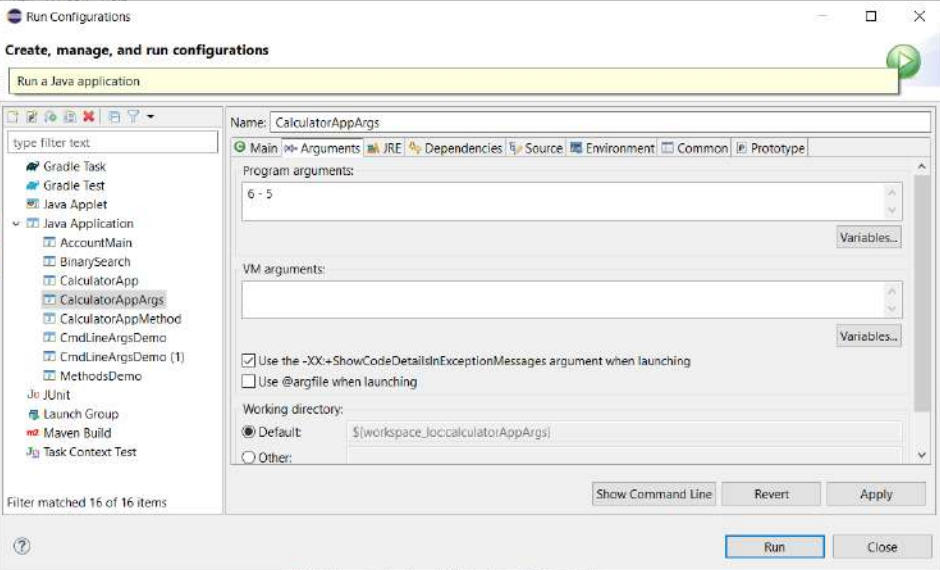 Run Configurations
Create, manage, and run configurations
Run a Java application
type filter text
Gradle Task
Gradle Test
Java Applet
Java Application
AccountMain
BinarySearch
CalculatorApp
CalculatorAppArgs
CalculatorAppMethod
CmdLineArgsDemo
CmdLineArgsDemo (1)
MethodsDemo
JUnit
Launch Group
Maven Build
Task Context Test
Filter matched 16 of 16 items
Name: CalculatorAppArgs
Main Arguments JRE Dependencies Source Environment Common Prototype
Program arguments:
6 - 5
Variables...
VM arguments:
Variables...
Use the -XX:+ShowCodeDetailsInExceptionMessages argument when launching
Use @argfile when launching
Working directory:
Default: ${workspace_loc:calculatorAppArgs}
Other:
Show Command Line Revert Apply
Run Close